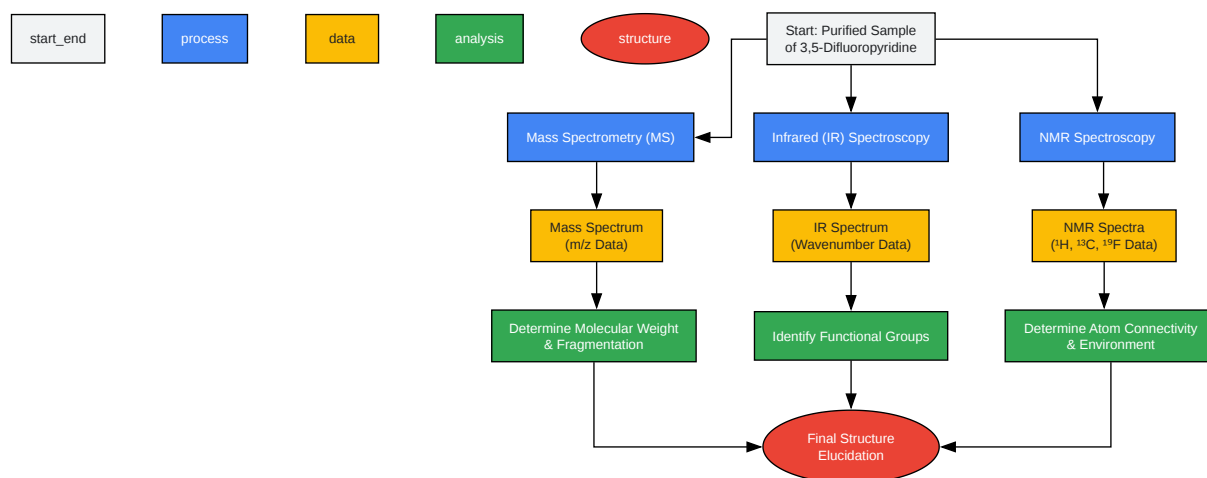 start_end
process
data
analysis
structure
Start: Purified Sample
of 3,5-Difluoropyridine
Mass Spectrometry (MS)
Infrared (IR) Spectroscopy
NMR Spectroscopy
Mass Spectrum
(m/z Data)
IR Spectrum
(Wavenumber Data)
NMR Spectra
(¹H, ¹³C, ¹⁹F Data)
Determine Molecular Weight
& Fragmentation
Identify Functional Groups
Determine Atom Connectivity
& Environment
Final Structure
Elucidation